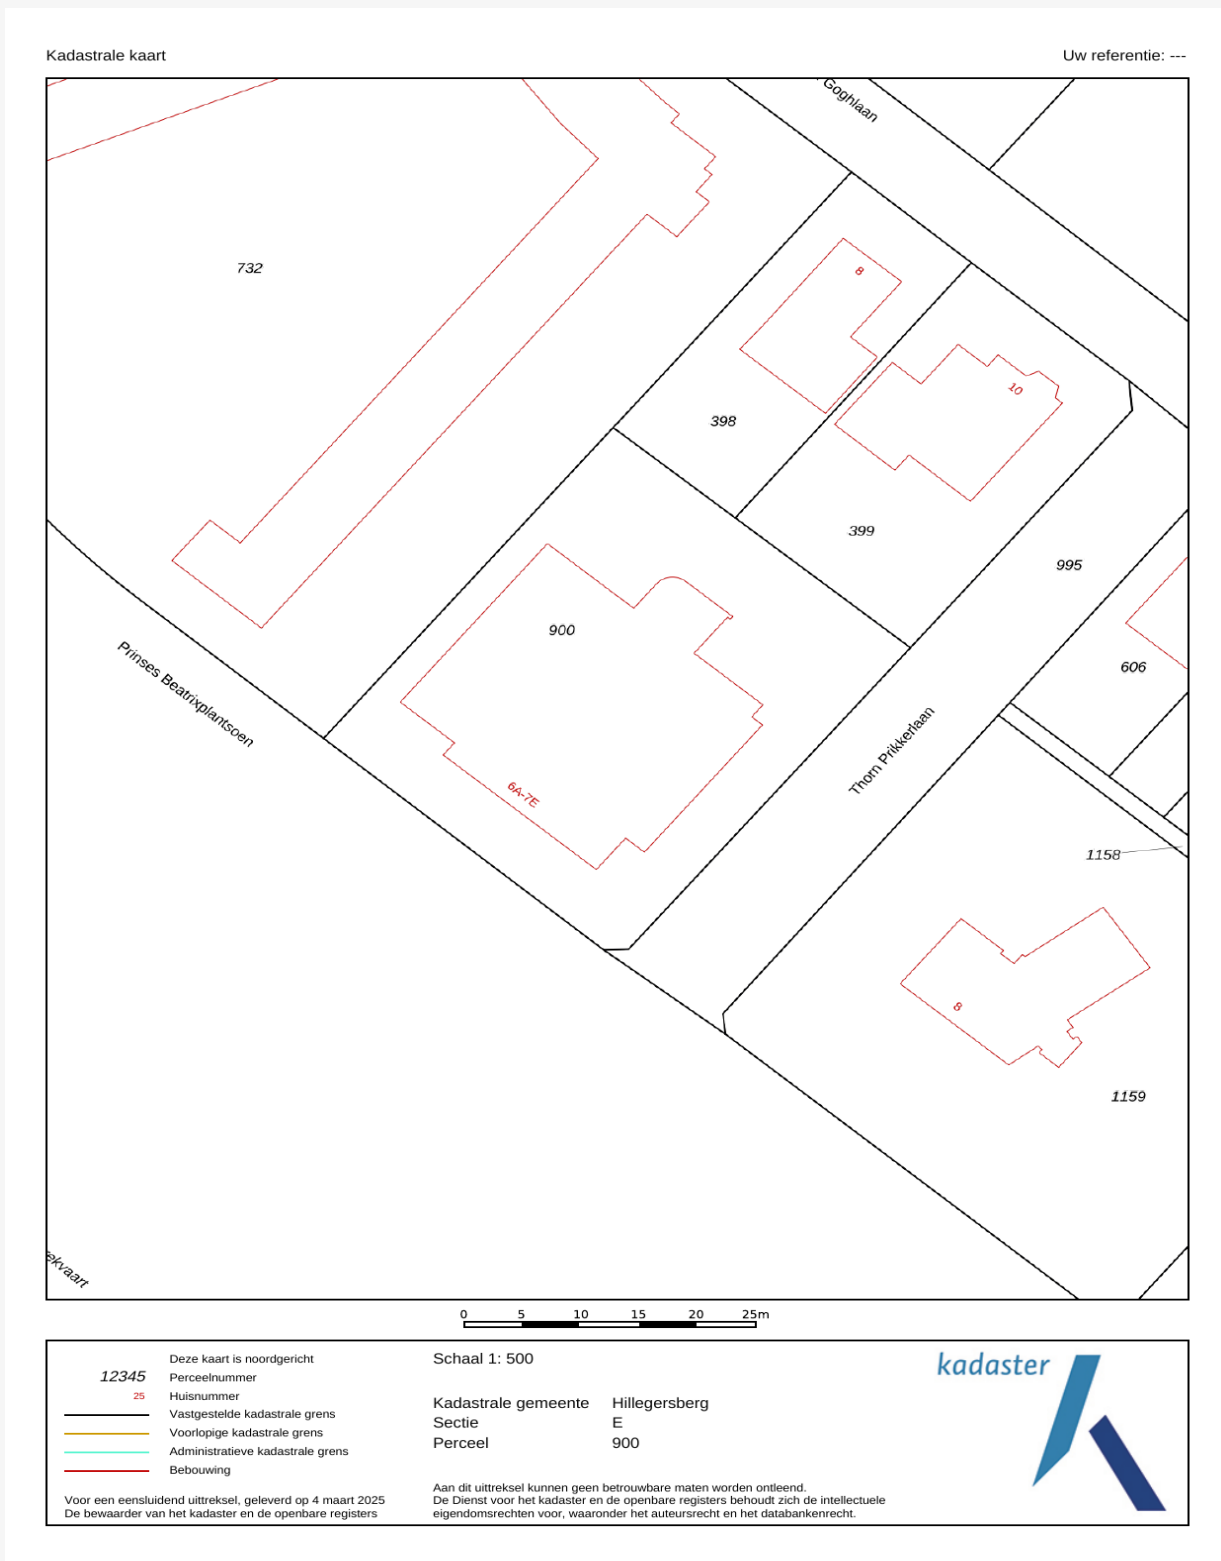 Kadastrale kaart
Uw referentie: ---
Goghlaan
732
8
10
398
399
995
900
606
Prinses Beatrixplantsoen
Thorn Prikkerlaan
6A-7E
1158
8
1159
ekvaart
0 5 10 15 20 25m
Deze kaart is noordgericht
12345 Perceelnummer
25 Huisnummer
Vastgestelde kadastrale grens
Voorlopige kadastrale grens
Administratieve kadastrale grens
Bebouwing
Voor een eensluidend uittreksel, geleverd op 4 maart 2025
De bewaarder van het kadaster en de openbare registers
Schaal 1: 500
Kadastrale gemeente Hillegersberg
Sectie E
Perceel 900
Aan dit uittreksel kunnen geen betrouwbare maten worden ontleend.
De Dienst voor het kadaster en de openbare registers behoudt zich de intellectuele
eigendomsrechten voor, waaronder het auteursrecht en het databankenrecht.
kadaster